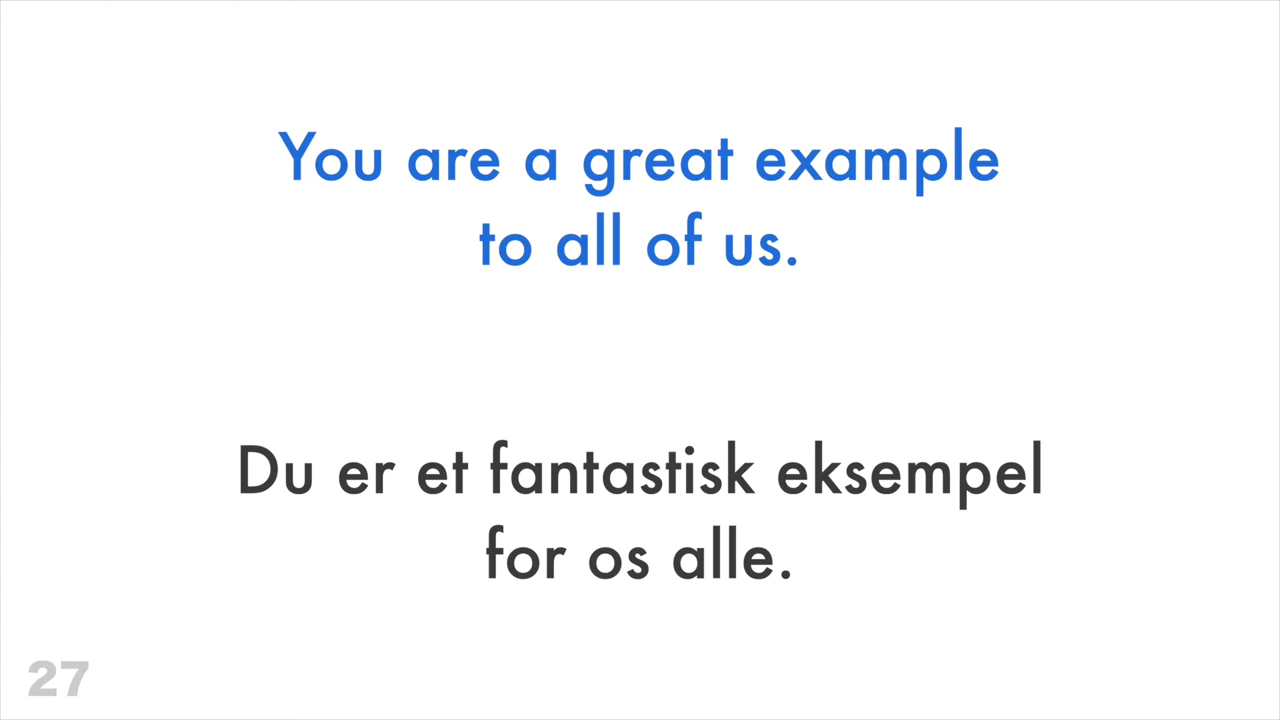 You are a great example
to all of us.
Du er et fantastisk eksempel
for os alle.
27